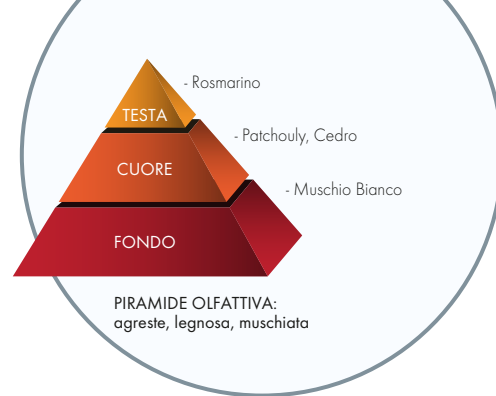 - Rosmarino
TESTA
- Patchouly, Cedro
CUORE
- Muschio Bianco
FONDO
PIRAMIDE OLFATTIVA:
agreste, legnosa, muschiata